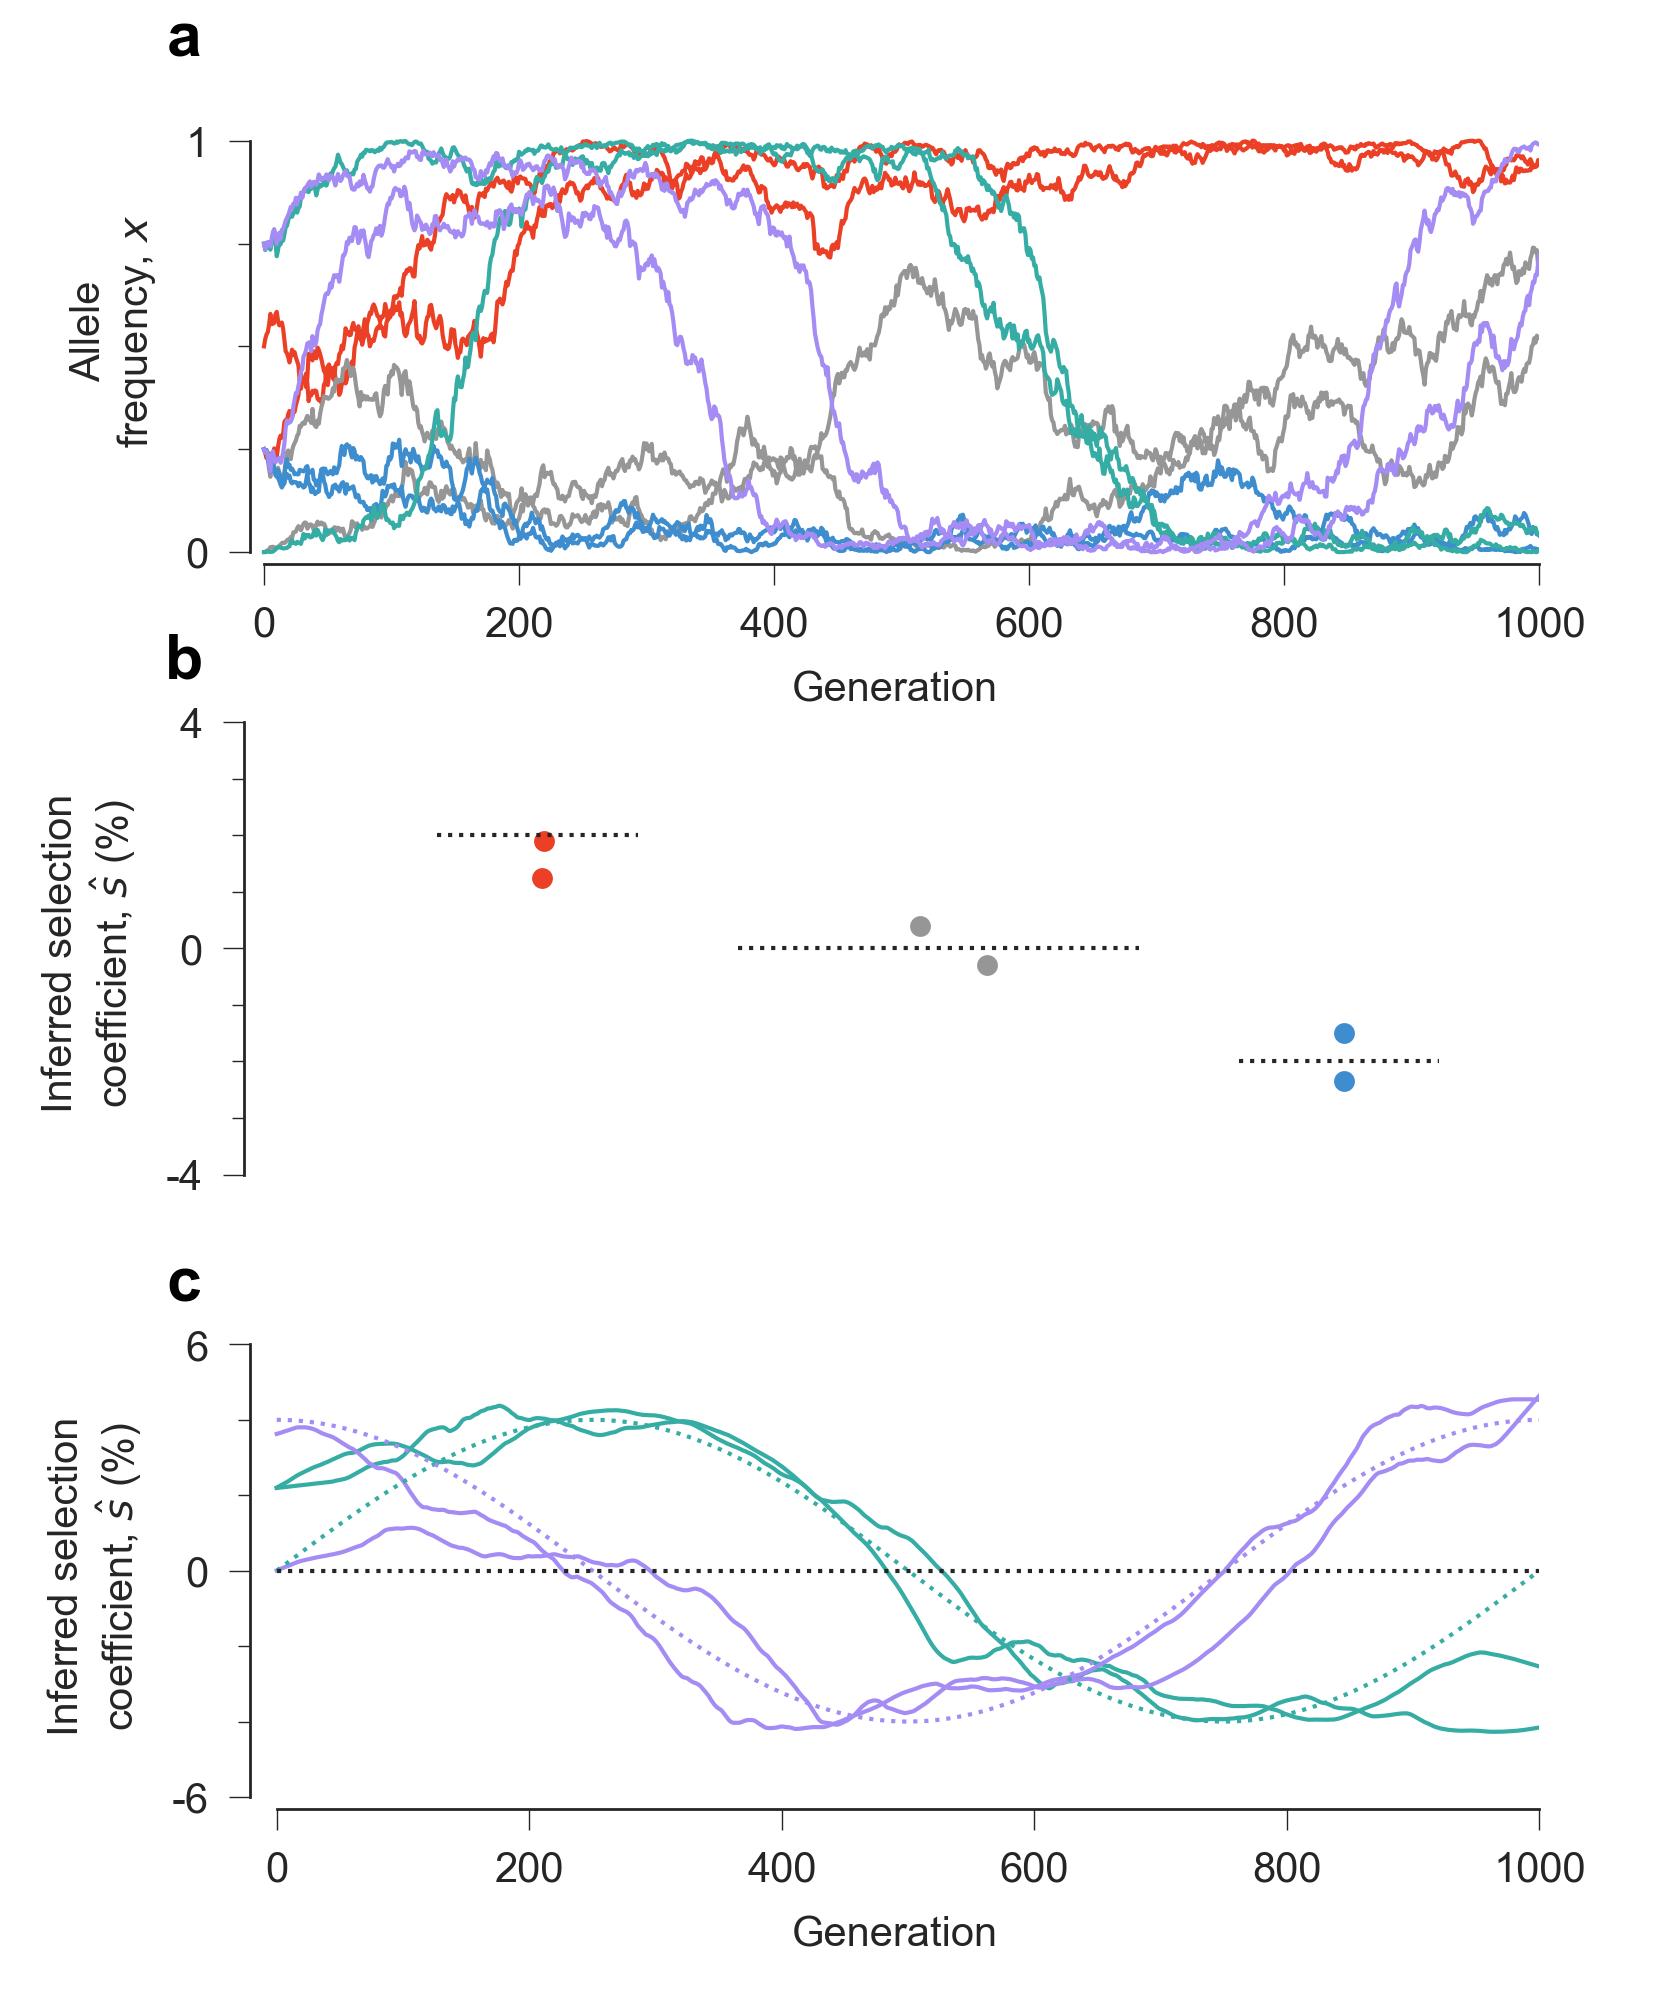 a
1
0
Allele
frequency, x
0 200 400 600 800 1000
Generation
b
4
0
-4
Inferred selection
coefficient, ŝ (%)
c
6
0
-6
Inferred selection
coefficient, ŝ (%)
0 200 400 600 800 1000
Generation